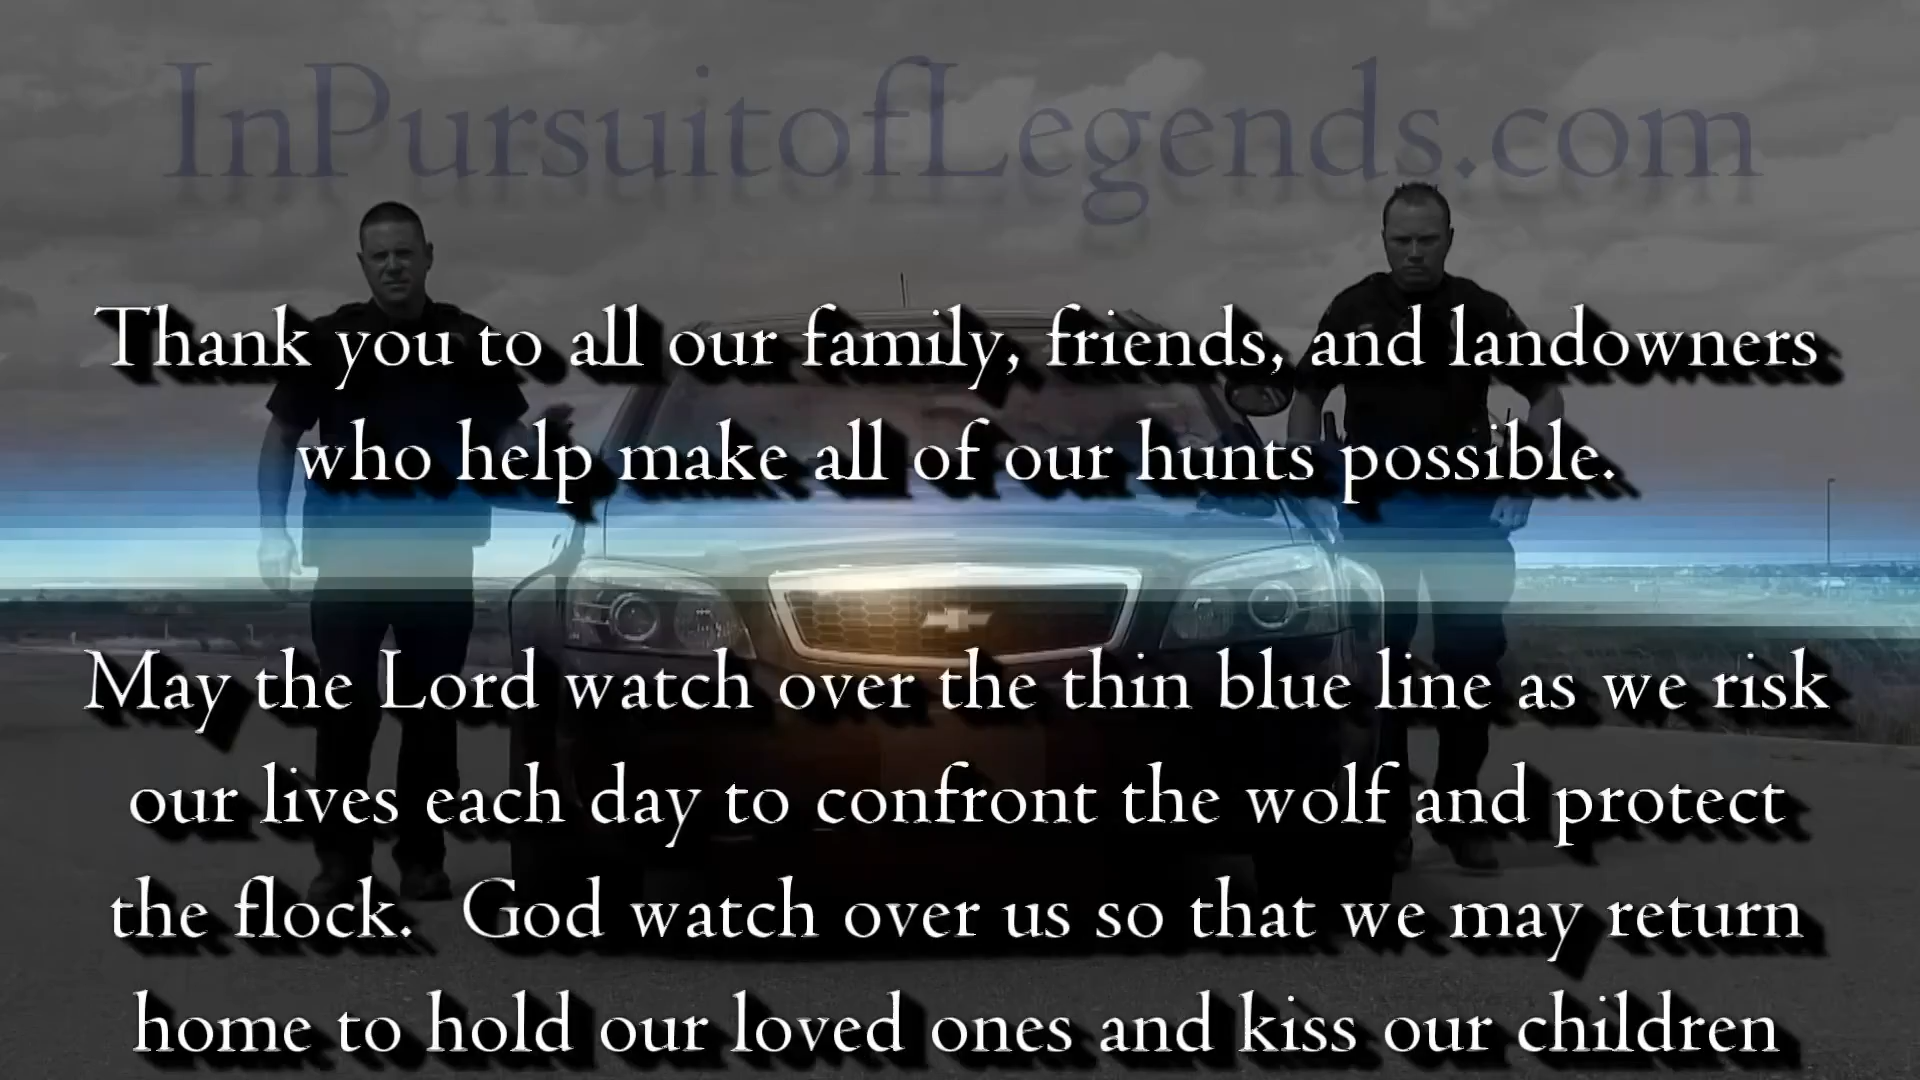 InPursuitofLegends.com
Thank you to all our family, friends, and landowners
who help make all of our hunts possible.
May the Lord watch over the thin blue line as we risk
our lives each day to confront the wolf and protect
the flock.  God watch over us so that we may return
home to hold our loved ones and kiss our children